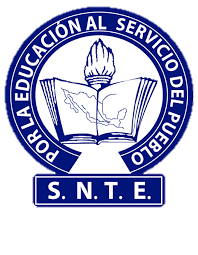 POR LA EDUCACIÓN AL SERVICIO DEL PUEBLO
S. N. T. E.